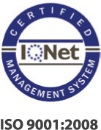 CERTIFIED
IQNet
MANAGEMENT SYSTEM
ISO 9001:2008